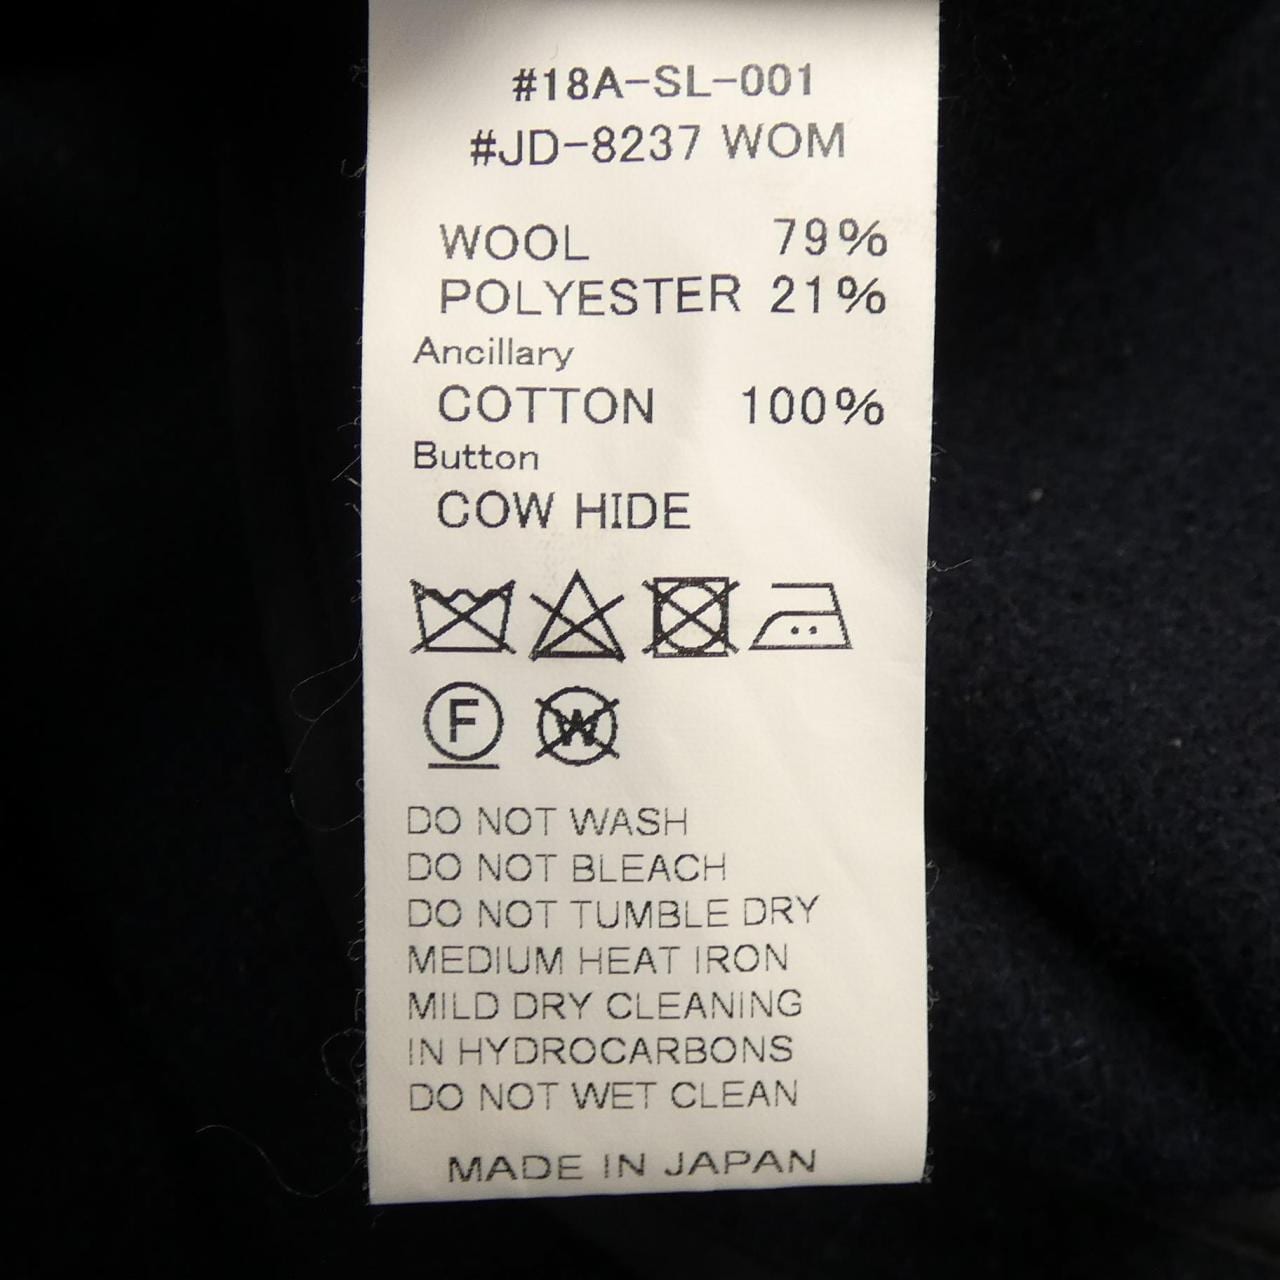 #18A-SL-001
#JD-8237 WOM
WOOL 79%
POLYESTER 21%
Ancillary
COTTON 100%
Button
COW HIDE
F W
DO NOT WASH
DO NOT BLEACH
DO NOT TUMBLE DRY
MEDIUM HEAT IRON
MILD DRY CLEANING
IN HYDROCARBONS
DO NOT WET CLEAN
MADE IN JAPAN